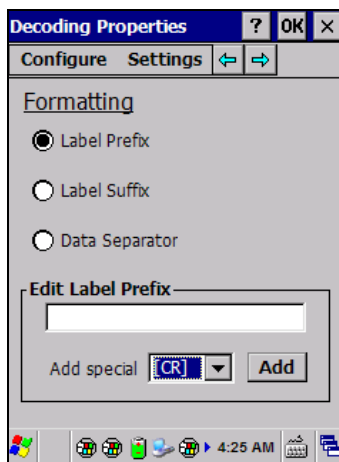 Decoding Properties ? OK ×
Configure Settings
Formatting
Label Prefix
Label Suffix
Data Separator
Edit Label Prefix
Add special [CR] Add
4:25 AM